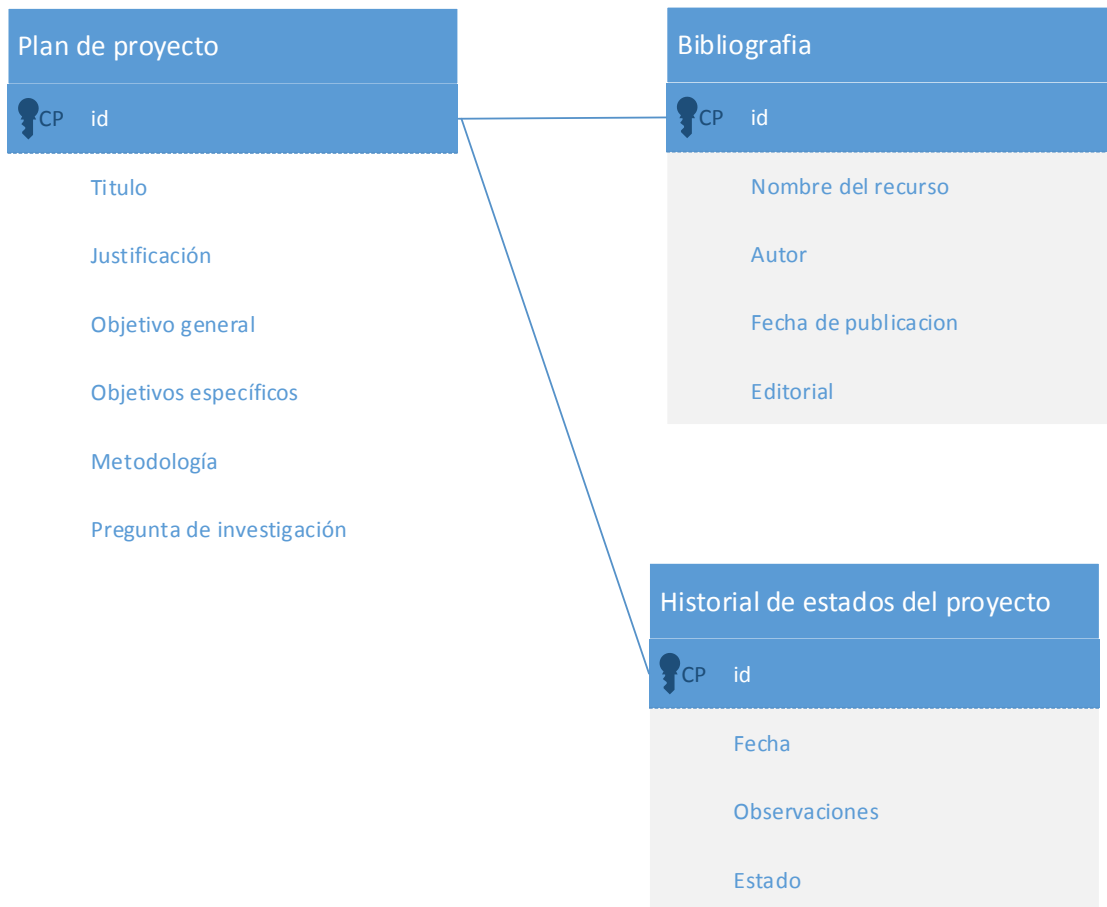 Plan de proyecto
CP id
Titulo
Justificación
Objetivo general
Objetivos específicos
Metodología
Pregunta de investigación
Bibliografia
CP id
Nombre del recurso
Autor
Fecha de publicacion
Editorial
Historial de estados del proyecto
CP id
Fecha
Observaciones
Estado